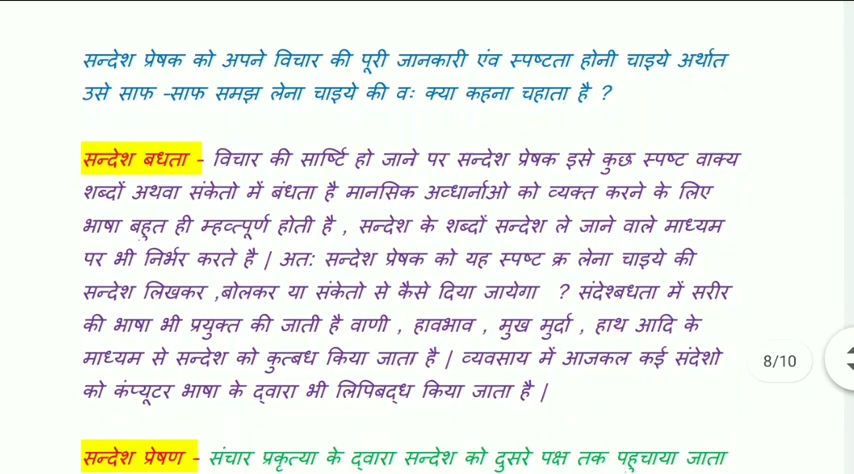 सन्देश प्रेषक को अपने विचार की पूरी जानकारी एंव स्पष्टता होनी चाइये अर्थात
उसे साफ -साफ समझ लेना चाइये की वः क्या कहना चहाता है ?
सन्देश बधता - विचार की सार्ष्टि हो जाने पर सन्देश प्रेषक इसे कुछ स्पष्ट वाक्य
शब्दों अथवा संकेतो में बंधता है मानसिक अव्धार्नाओ को व्यक्त करने के लिए
भाषा बहुत ही म्हव्त्पूर्ण होती है , सन्देश के शब्दों सन्देश ले जाने वाले माध्यम
पर भी निर्भर करते है | अतः सन्देश प्रेषक को यह स्पष्ट क्र लेना चाइये की
सन्देश लिखकर ,बोलकर या संकेतो से कैसे दिया जायेगा ? संदेश्बधता में सरीर
की भाषा भी प्रयुक्त की जाती है वाणी , हावभाव , मुख मुर्दा , हाथ आदि के
माध्यम से सन्देश को कुत्बध किया जाता है | व्यवसाय में आजकल कई संदेशो
8/10
को कंप्यूटर भाषा के द्वारा भी लिपिबद्ध किया जाता है |
सन्देश प्रेषण - संचार प्रकृत्या के द्वारा सन्देश को दुसरे पक्ष तक पहुचाया जाता